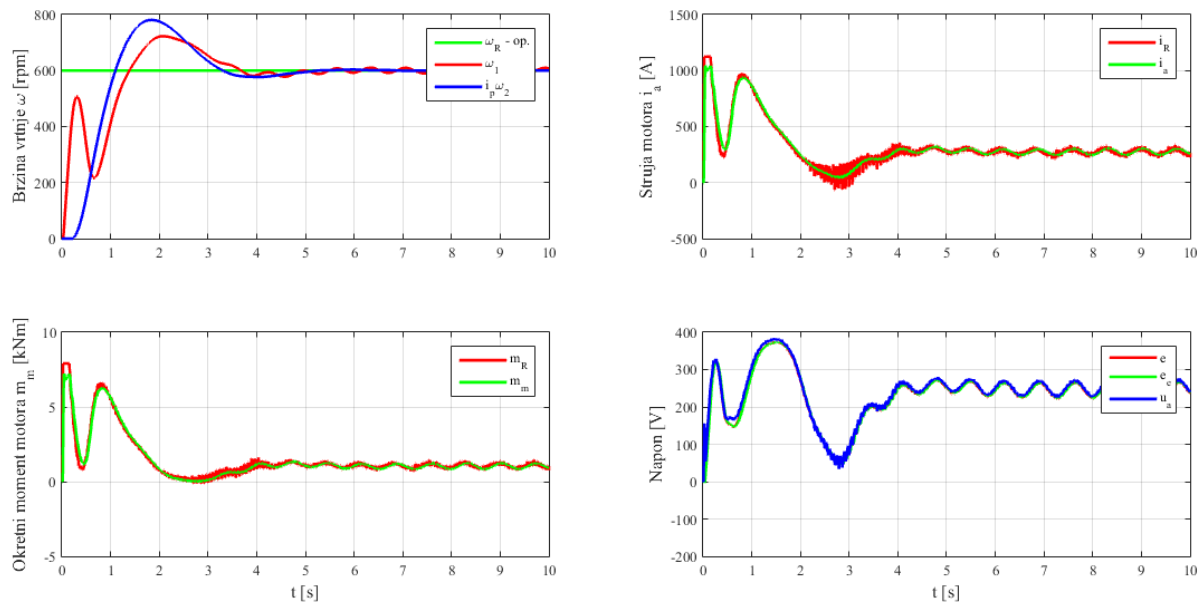 Brzina vrtnje ω [rpm]
800
600
400
200
0
0 1 2 3 4 5 6 7 8 9 10
ω_R - op.
ω_1
i_pω_2
Struja motora i_a [A]
1500
1000
500
0
-500
0 1 2 3 4 5 6 7 8 9 10
i_R
i_a
Okretni moment motora m_m [kNm]
10
5
0
-5
0 1 2 3 4 5 6 7 8 9 10
t [s]
m_R
m_m
Napon [V]
400
300
200
100
0
-100
-200
0 1 2 3 4 5 6 7 8 9 10
t [s]
e
e_e
u_a